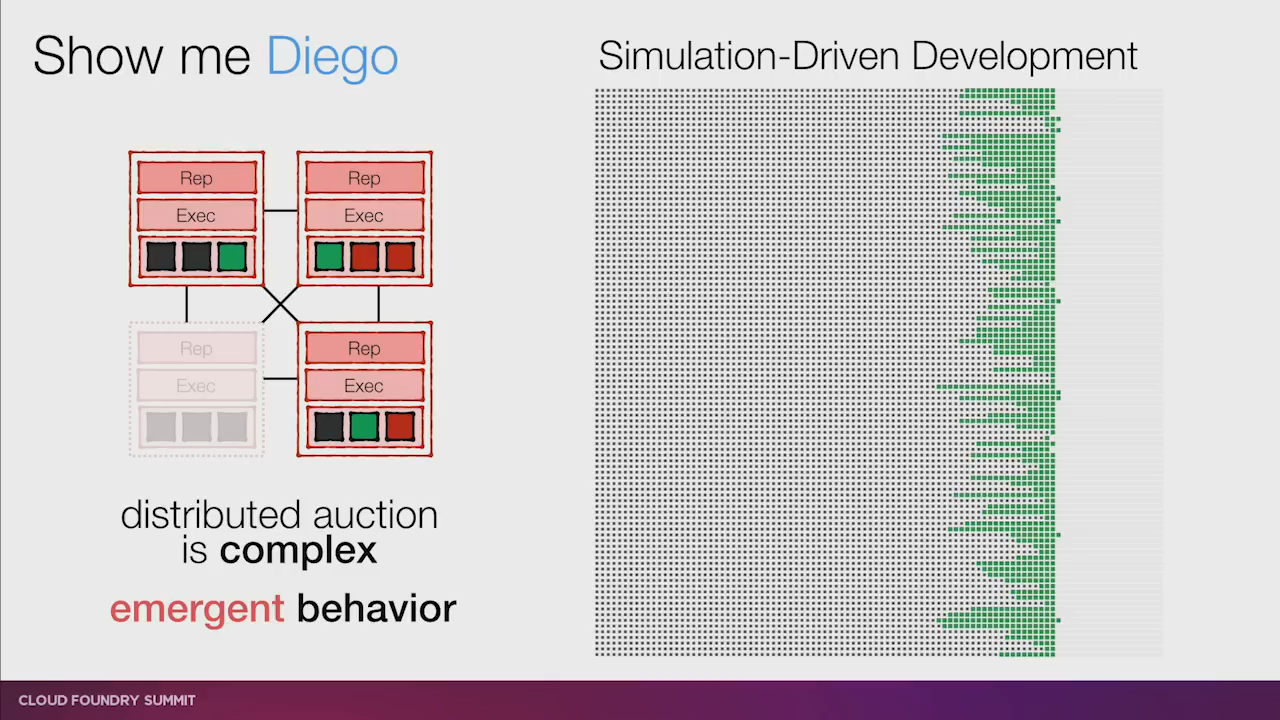 Show me Diego
Simulation-Driven Development
Rep
Exec
Rep
Exec
Rep
Exec
Rep
Exec
distributed auction
is complex
emergent behavior
CLOUD FOUNDRY SUMMIT